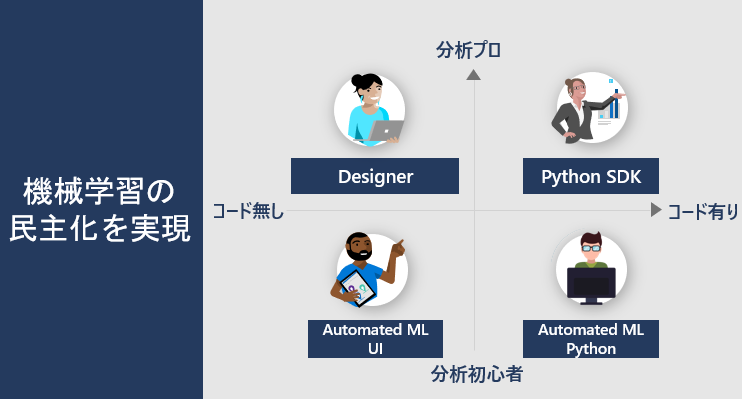 機械学習の
民主化を実現
分析プロ
Designer
Python SDK
コード無し
コード有り
Automated ML
UI
Automated ML
Python
分析初心者